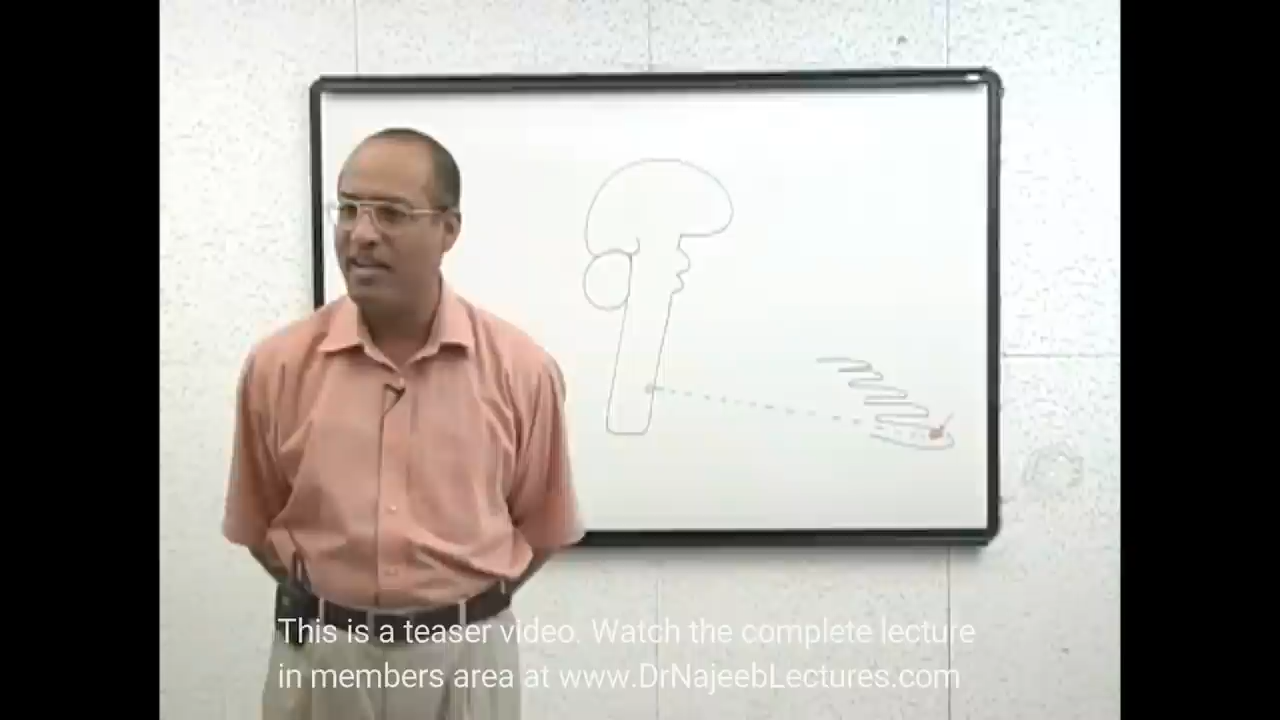 This is a teaser video. Watch the complete lecture
in members area at www.DrNajeebLectures.com